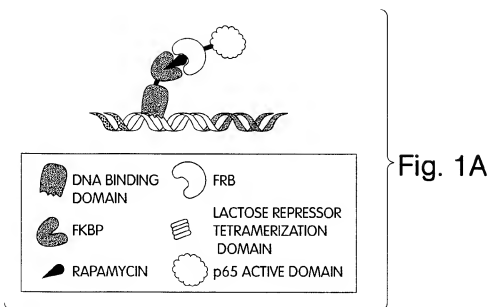 DNA BINDING
DOMAIN
FRB
FKBP
LACTOSE REPRESSOR
TETRAMERIZATION
DOMAIN
RAPAMYCIN
p65 ACTIVE DOMAIN
Fig. 1A